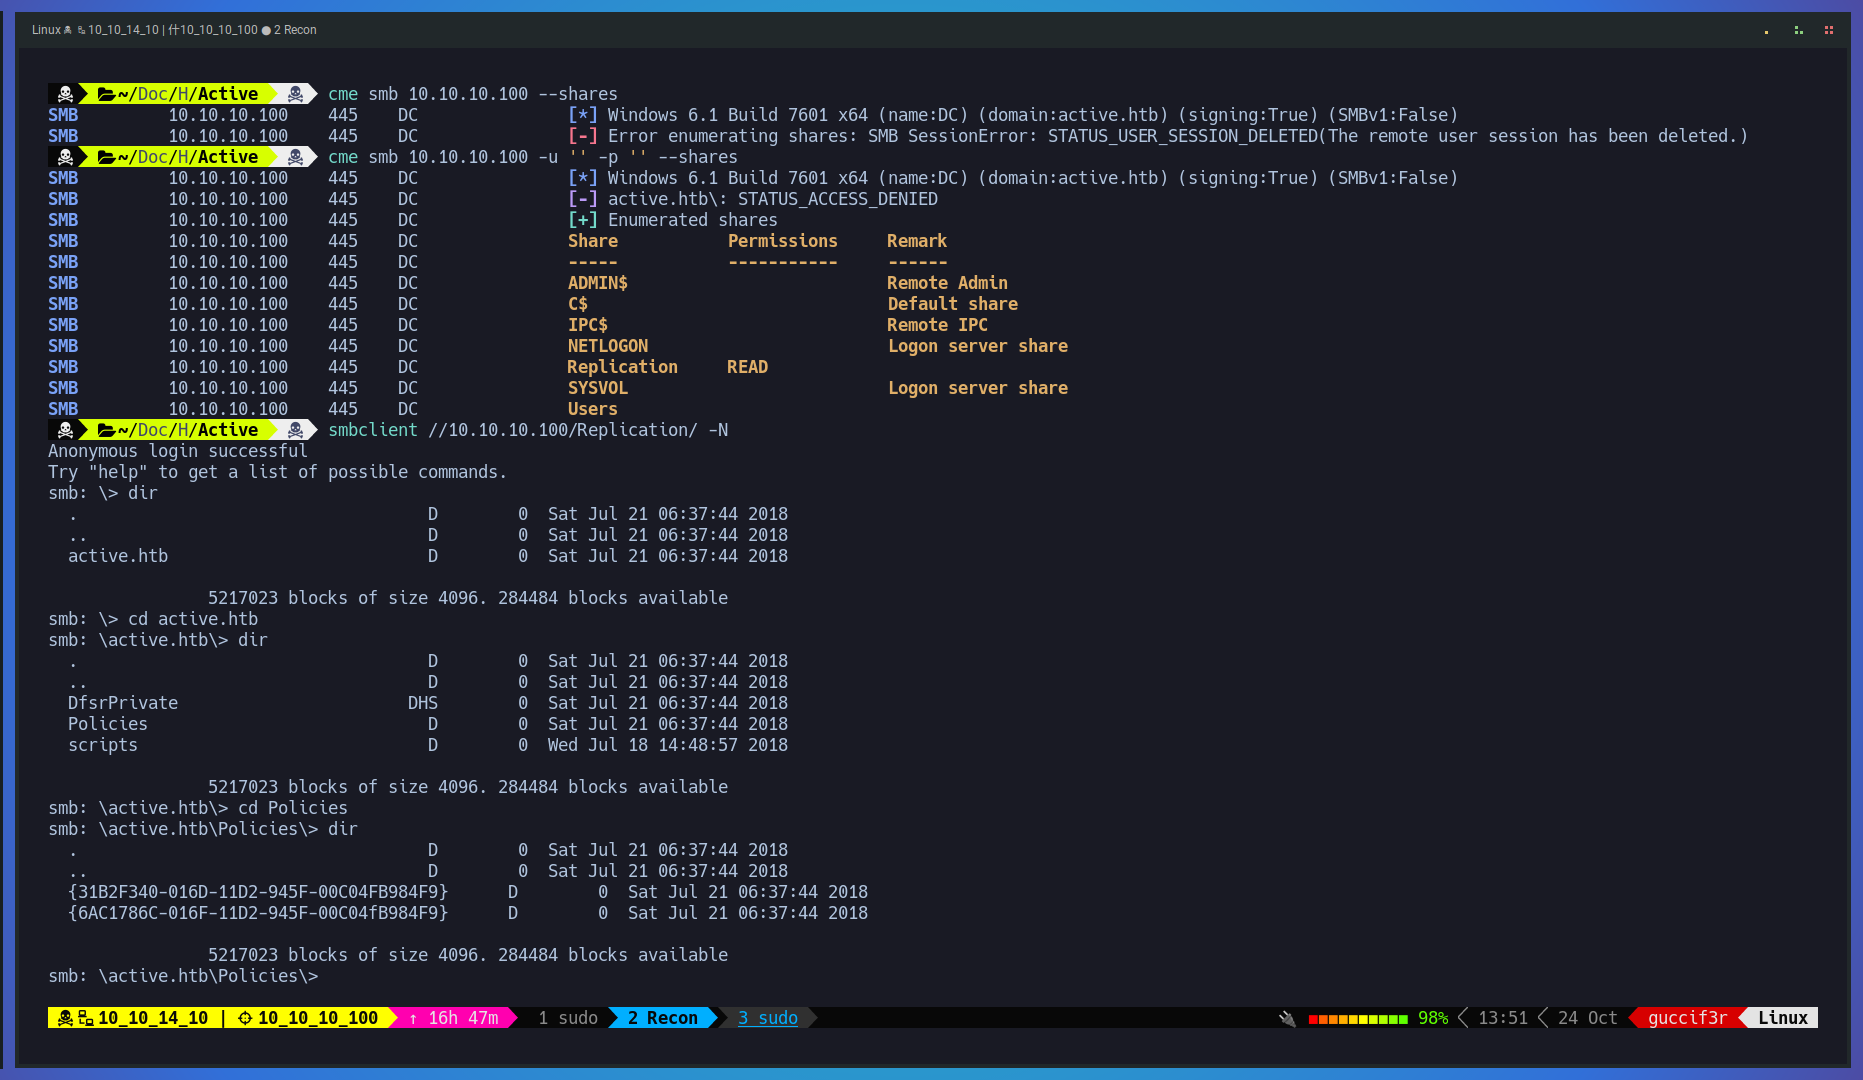 Linux 10_10_14_10 | 什10_10_10_100 ● 2 Recon
~/Doc/H/Active cme smb 10.10.10.100 --shares
SMB 10.10.10.100 445 DC [*] Windows 6.1 Build 7601 x64 (name:DC) (domain:active.htb) (signing:True) (SMBv1:False)
SMB 10.10.10.100 445 DC [-] Error enumerating shares: SMB SessionError: STATUS_USER_SESSION_DELETED(The remote user session has been deleted.)
~/Doc/H/Active cme smb 10.10.10.100 -u '' -p '' --shares
SMB 10.10.10.100 445 DC [*] Windows 6.1 Build 7601 x64 (name:DC) (domain:active.htb) (signing:True) (SMBv1:False)
SMB 10.10.10.100 445 DC [-] active.htb\: STATUS_ACCESS_DENIED
SMB 10.10.10.100 445 DC [+] Enumerated shares
SMB 10.10.10.100 445 DC Share Permissions Remark
SMB 10.10.10.100 445 DC ----- ----------- ------
SMB 10.10.10.100 445 DC ADMIN$ Remote Admin
SMB 10.10.10.100 445 DC C$ Default share
SMB 10.10.10.100 445 DC IPC$ Remote IPC
SMB 10.10.10.100 445 DC NETLOGON Logon server share
SMB 10.10.10.100 445 DC Replication READ
SMB 10.10.10.100 445 DC SYSVOL Logon server share
SMB 10.10.10.100 445 DC Users
~/Doc/H/Active smbclient //10.10.10.100/Replication/ -N
Anonymous login successful
Try "help" to get a list of possible commands.
smb: \> dir
. D 0 Sat Jul 21 06:37:44 2018
.. D 0 Sat Jul 21 06:37:44 2018
active.htb D 0 Sat Jul 21 06:37:44 2018
5217023 blocks of size 4096. 284484 blocks available
smb: \> cd active.htb
smb: \active.htb\> dir
. D 0 Sat Jul 21 06:37:44 2018
.. D 0 Sat Jul 21 06:37:44 2018
DfsrPrivate DHS 0 Sat Jul 21 06:37:44 2018
Policies D 0 Sat Jul 21 06:37:44 2018
scripts D 0 Wed Jul 18 14:48:57 2018
5217023 blocks of size 4096. 284484 blocks available
smb: \active.htb\> cd Policies
smb: \active.htb\Policies\> dir
. D 0 Sat Jul 21 06:37:44 2018
.. D 0 Sat Jul 21 06:37:44 2018
{31B2F340-016D-11D2-945F-00C04FB984F9} D 0 Sat Jul 21 06:37:44 2018
{6AC1786C-016F-11D2-945F-00C04fB984F9} D 0 Sat Jul 21 06:37:44 2018
5217023 blocks of size 4096. 284484 blocks available
smb: \active.htb\Policies\>
10_10_14_10 | 10_10_10_100 ↑ 16h 47m 1 sudo 2 Recon 3 sudo 98% 13:51 24 Oct guccif3r Linux